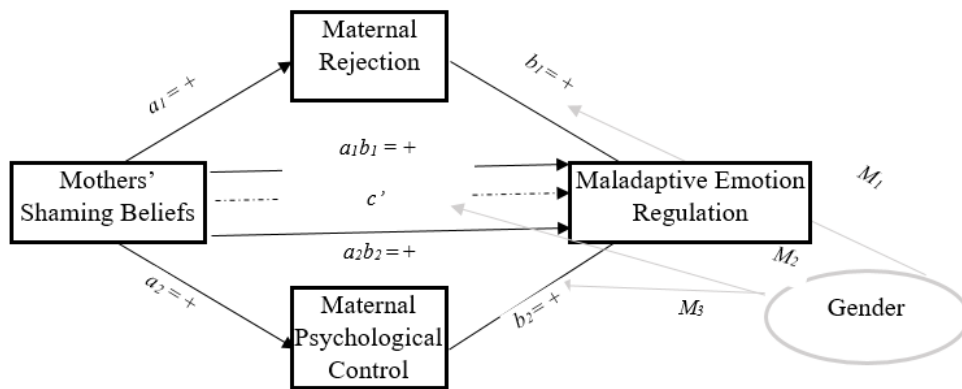 Maternal
Rejection
a₁ = +
b₁ = +
a₁b₁ = +
Mothers’
Shaming Beliefs
c’
Maladaptive Emotion
Regulation
M₁
a₂b₂ = +
M₂
a₂ = +
Maternal
Psychological
Control
b₂ = +
M₃
Gender